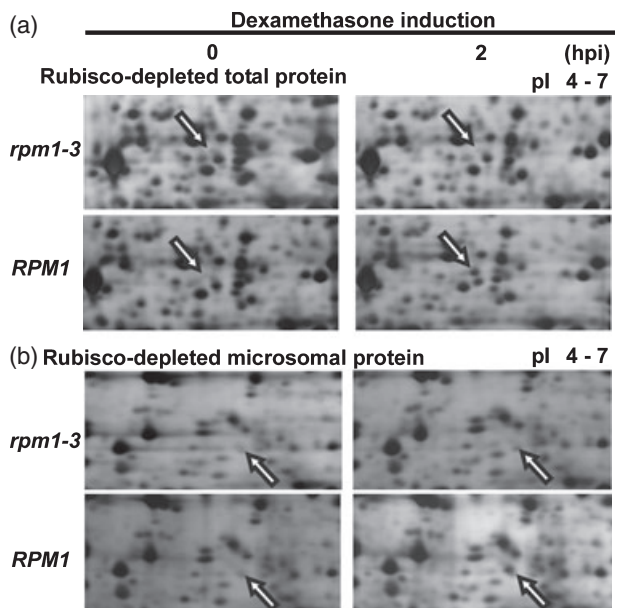 (a)
Dexamethasone induction
0 2 (hpi)
Rubisco-depleted total protein pI 4 - 7
rpm1-3
RPM1
(b) Rubisco-depleted microsomal protein pI 4 - 7
rpm1-3
RPM1